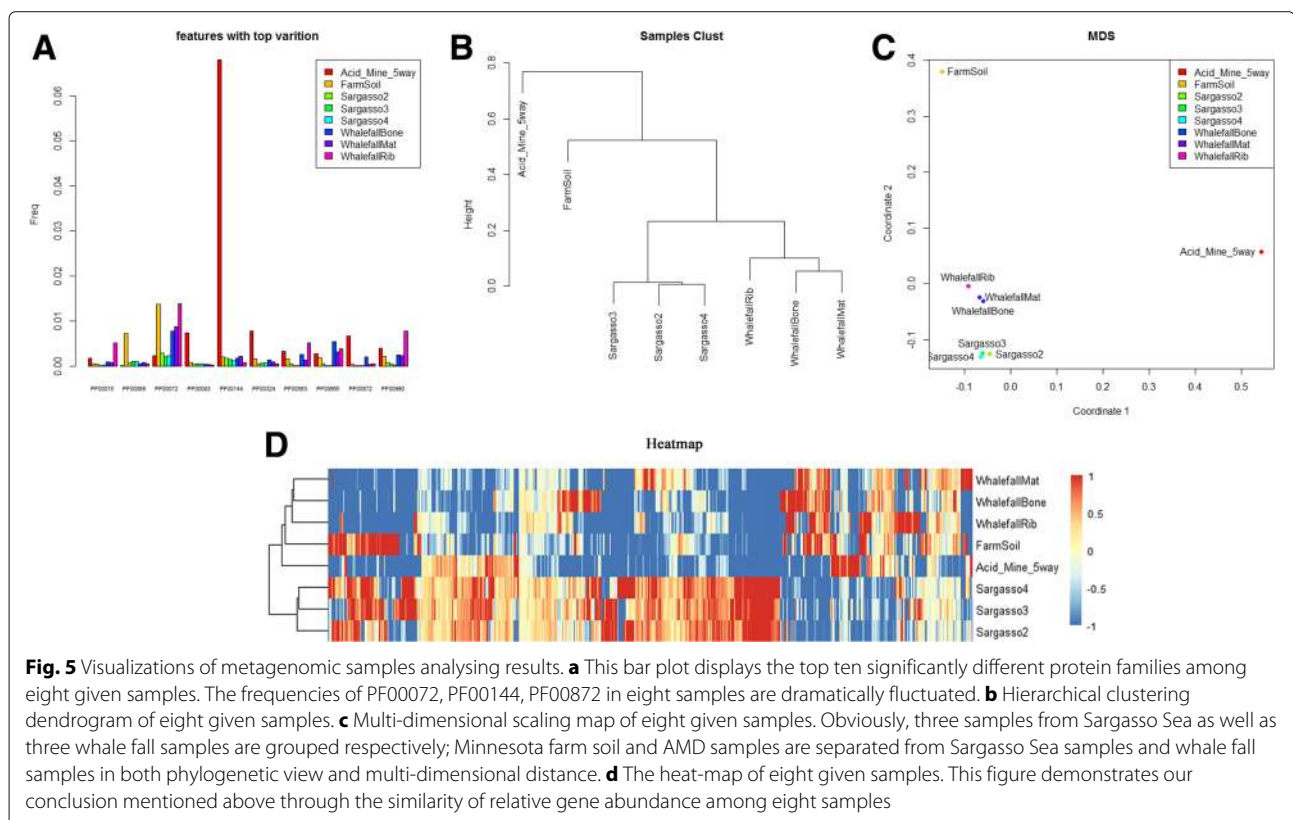 A
features with top varition
Freq
0.00
0.01
0.02
0.03
0.04
0.05
0.06
Acid_Mine_5way
FarmSoil
Sargasso2
Sargasso3
Sargasso4
WhalefallBone
WhalefallMat
WhalefallRib
PF00072
PF00144
B
Samples Clust
Height
0.0
0.2
0.4
0.6
0.8
Acid_Mine_5way
FarmSoil
Sargasso3
Sargasso2
Sargasso4
WhalefallRib
WhalefallBone
WhalefallMat
C
MDS
Coordinate 2
-0.1
0.0
0.1
0.2
0.3
0.4
FarmSoil
Acid_Mine_5way
FarmSoil
Sargasso2
Sargasso3
Sargasso4
WhalefallBone
WhalefallMat
WhalefallRib
Acid_Mine_5way
WhalefallRib
WhalefallMat
WhalefallBone
Sargasso3
Sargasso4
Sargasso2
-0.1 0.0 0.1 0.2 0.3 0.4 0.5
Coordinate 1
D
Heatmap
WhalefallMat
WhalefallBone
WhalefallRib
FarmSoil
Acid_Mine_5way
Sargasso4
Sargasso3
Sargasso2
1
0.5
0
-0.5
-1
Fig. 5 Visualizations of metagenomic samples analysing results. a This bar plot displays the top ten significantly different protein families among
eight given samples. The frequencies of PF00072, PF00144, PF00872 in eight samples are dramatically fluctuated. b Hierarchical clustering
dendrogram of eight given samples. c Multi-dimensional scaling map of eight given samples. Obviously, three samples from Sargasso Sea as well as
three whale fall samples are grouped respectively; Minnesota farm soil and AMD samples are separated from Sargasso Sea samples and whale fall
samples in both phylogenetic view and multi-dimensional distance. d The heat-map of eight given samples. This figure demonstrates our
conclusion mentioned above through the similarity of relative gene abundance among eight samples